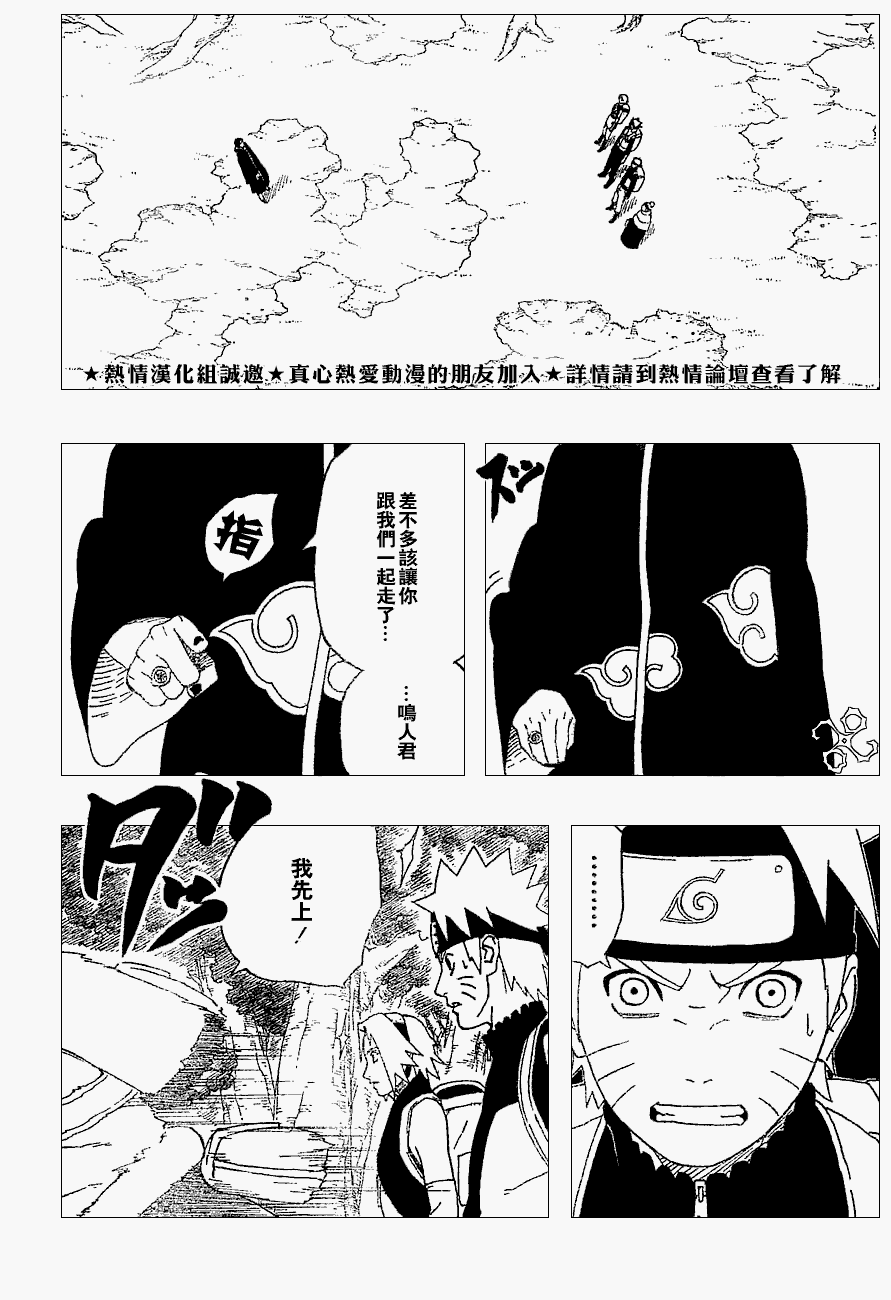 ★熱情漢化組誠邀★真心熱愛動漫的朋友加入★詳情請到熱情論壇查看了解
ズッ
差不多該讓你
跟我們一起走了…
…鳴人君
指
………
ダッ
我先上！